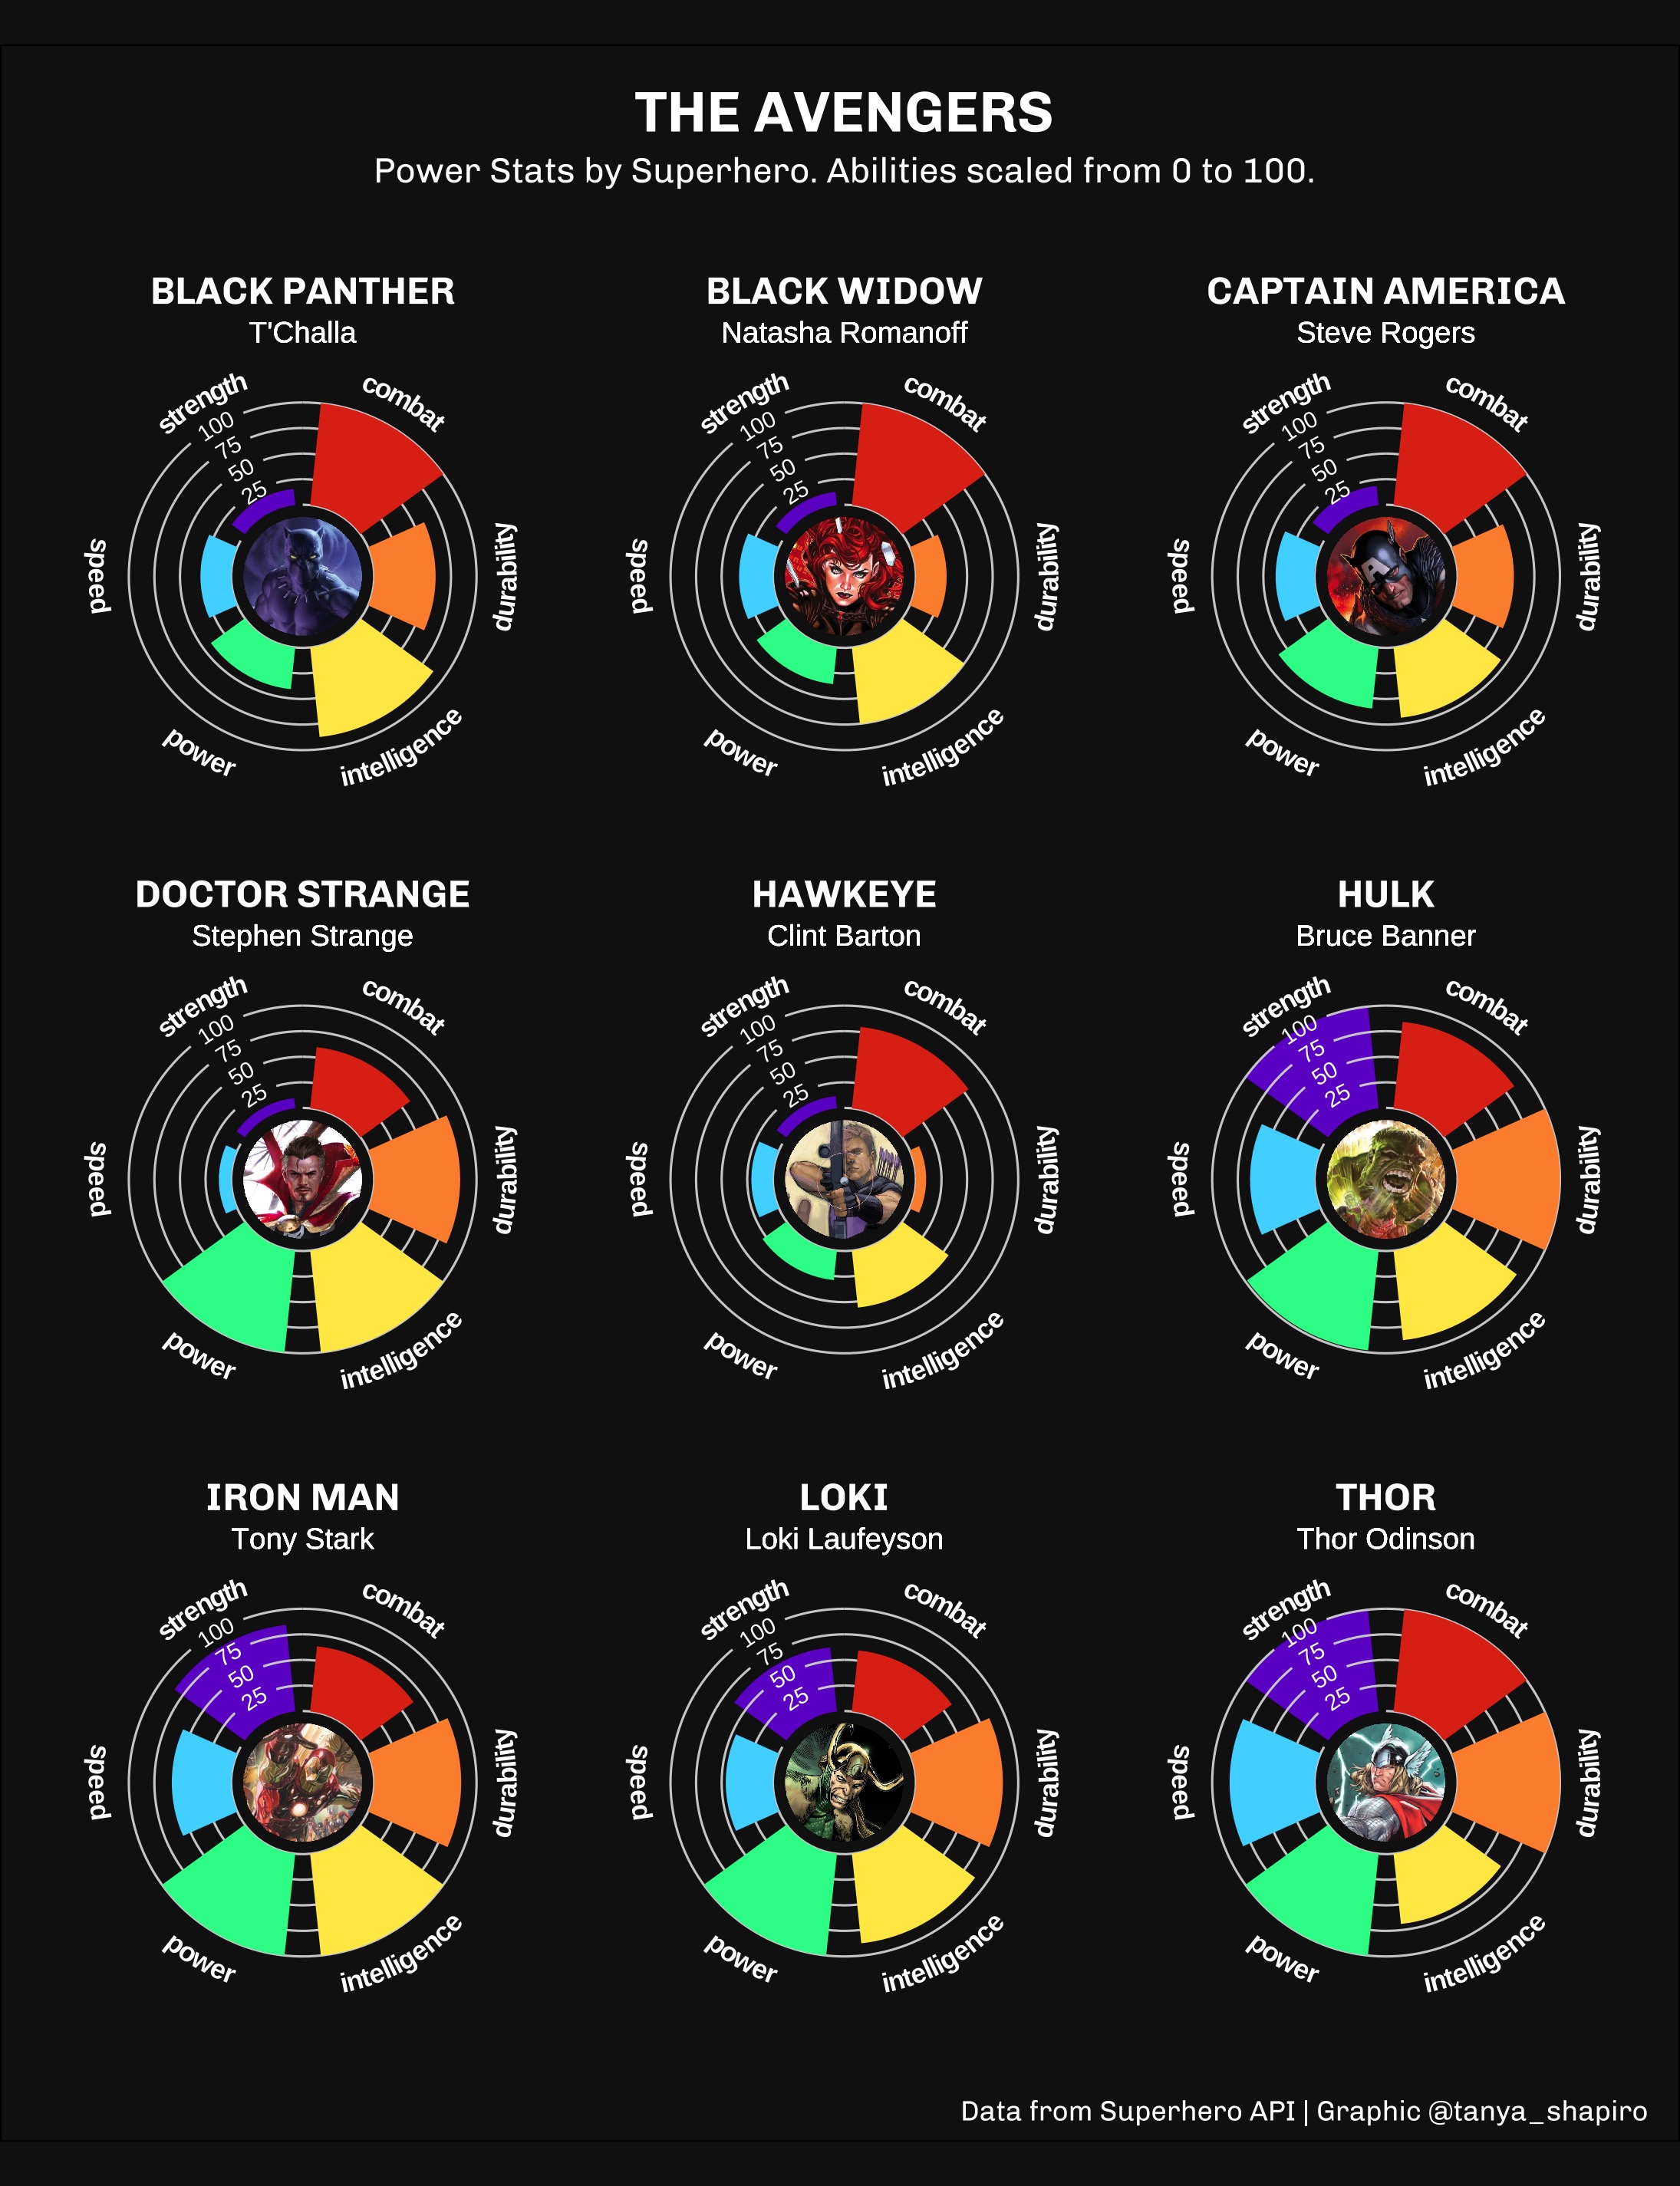 THE AVENGERS
Power Stats by Superhero. Abilities scaled from 0 to 100.
BLACK PANTHER
T'Challa
strength
combat
100
75
50
25
speed
durability
power
intelligence
BLACK WIDOW
Natasha Romanoff
strength
combat
100
75
50
25
speed
durability
power
intelligence
CAPTAIN AMERICA
Steve Rogers
strength
combat
100
75
50
25
speed
durability
power
intelligence
DOCTOR STRANGE
Stephen Strange
strength
combat
100
75
50
25
speed
durability
power
intelligence
HAWKEYE
Clint Barton
strength
combat
100
75
50
25
speed
durability
power
intelligence
HULK
Bruce Banner
strength
combat
100
75
50
25
speed
durability
power
intelligence
IRON MAN
Tony Stark
strength
combat
100
75
50
25
speed
durability
power
intelligence
LOKI
Loki Laufeyson
strength
combat
100
75
50
25
speed
durability
power
intelligence
THOR
Thor Odinson
strength
combat
100
75
50
25
speed
durability
power
intelligence
Data from Superhero API | Graphic @tanya_shapiro